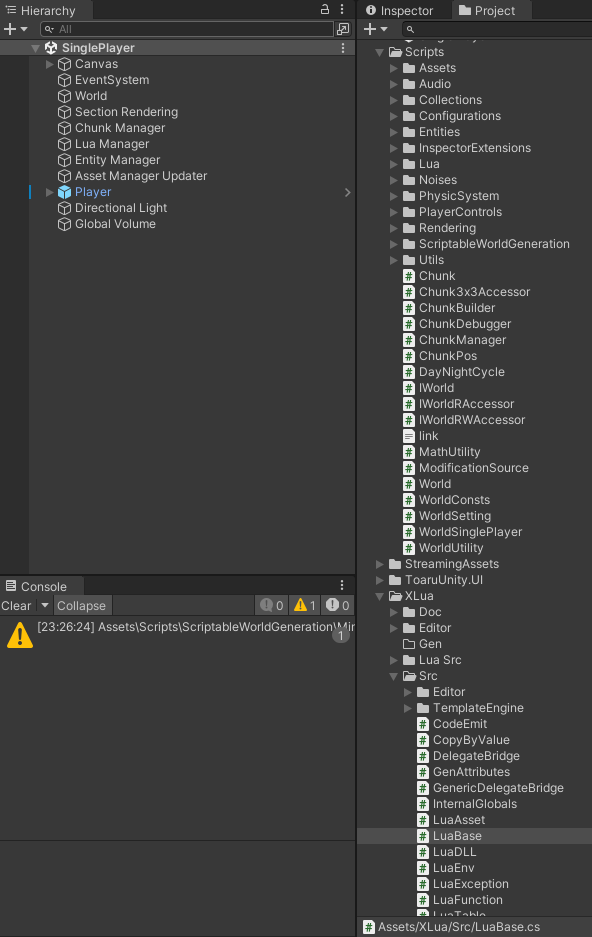 Hierarchy
All
SinglePlayer
Canvas
EventSystem
World
Section Rendering
Chunk Manager
Lua Manager
Entity Manager
Asset Manager Updater
Player
Directional Light
Global Volume
Console
Clear
Collapse
0
1
0
[23:26:24] Assets\Scripts\ScriptableWorldGeneration\Min
1
Inspector
Project
Scripts
Assets
Audio
Collections
Configurations
Entities
InspectorExtensions
Lua
Noises
PhysicSystem
PlayerControls
Rendering
ScriptableWorldGeneration
Utils
Chunk
Chunk3x3Accessor
ChunkBuilder
ChunkDebugger
ChunkManager
ChunkPos
DayNightCycle
IWorld
IWorldRAccessor
IWorldRWAccessor
link
MathUtility
ModificationSource
World
WorldConsts
WorldSetting
WorldSinglePlayer
WorldUtility
StreamingAssets
ToaruUnity.UI
XLua
Doc
Editor
Gen
Lua Src
Src
Editor
TemplateEngine
CodeEmit
CopyByValue
DelegateBridge
GenAttributes
GenericDelegateBridge
InternalGlobals
LuaAsset
LuaBase
LuaDLL
LuaEnv
LuaException
LuaFunction
LuaTable
Assets/XLua/Src/LuaBase.cs